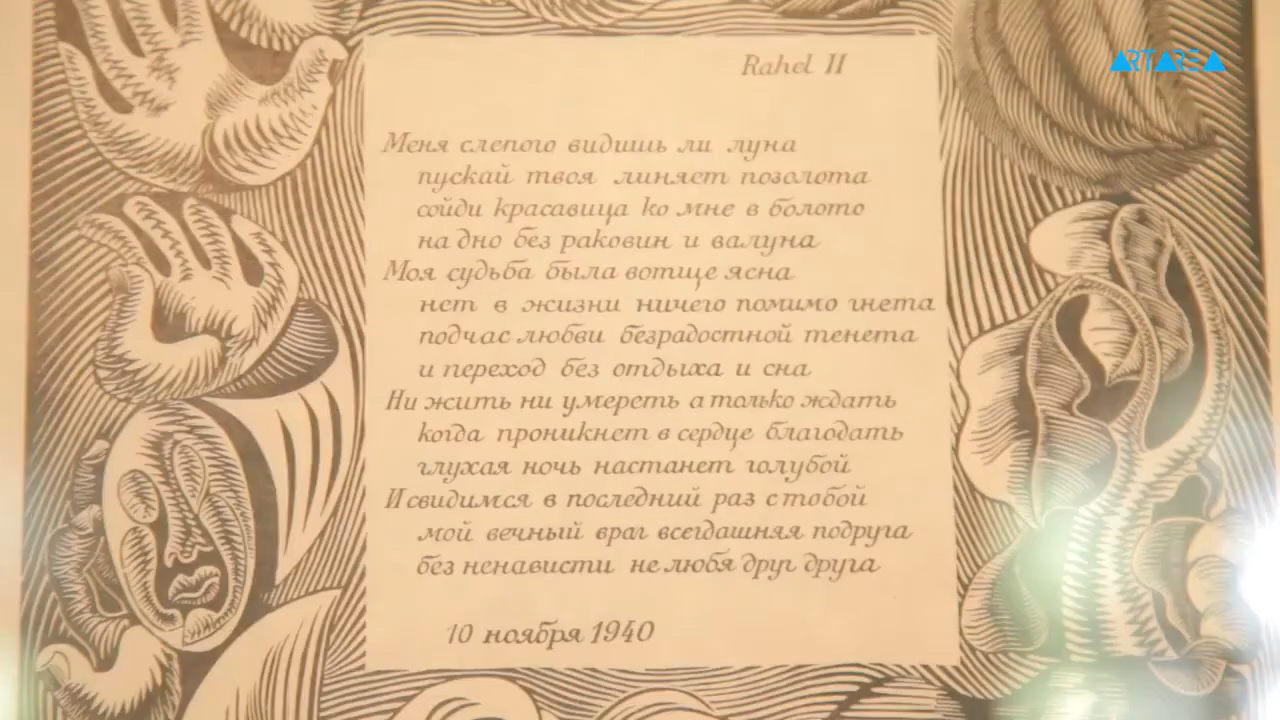 ARTAREA
Rahel II
Меня слепого видишь ли луна
пускай твоя линяет позолота
сойди красавица ко мне в болото
на дно без раковин и валуна
Моя судьба была вотще ясна
нет в жизни ничего помимо гнета
подчас любви безрадостной тенета
и переход без отдыха и сна
Ни жить ни умереть а только ждать
когда проникнет в сердце благодать
глухая ночь настанет голубой
И свидимся в последний раз с тобой
мой вечный враг всегдашняя подруга
без ненависти не любя друг друга
10 ноября 1940